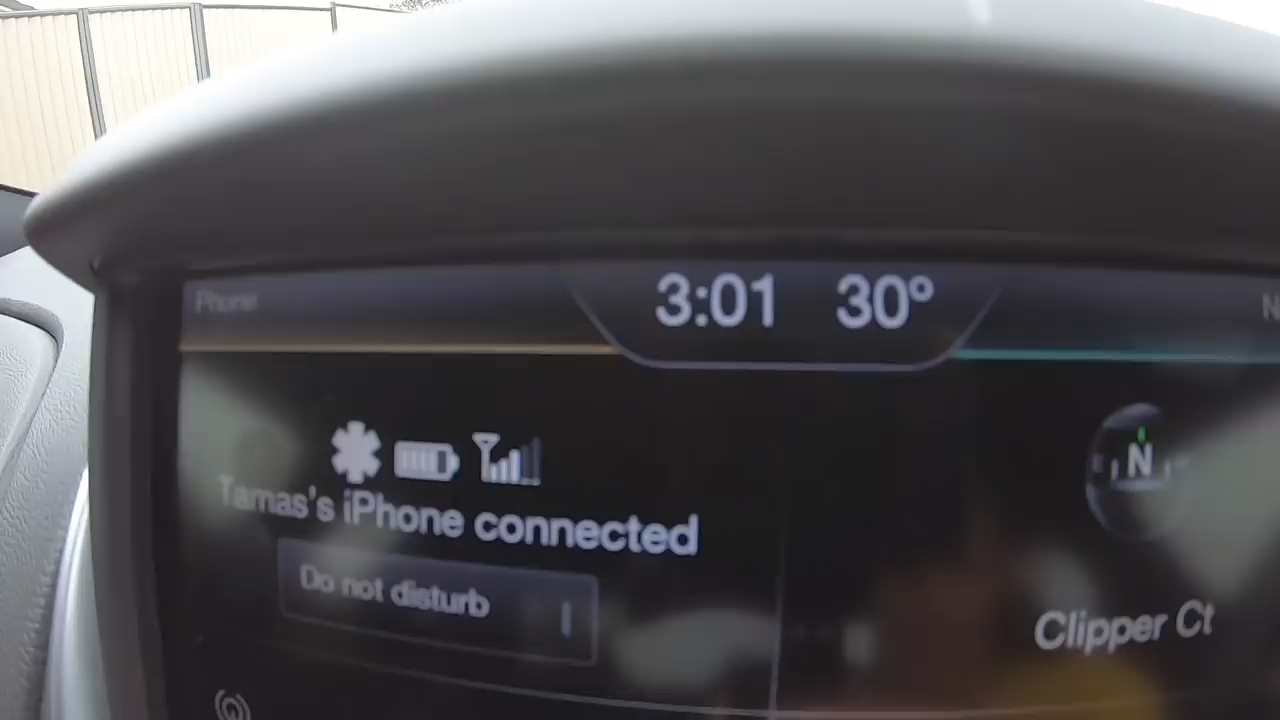 Phone
3:01 30°
N
Tamas's iPhone connected
Do not disturb
Clipper Ct